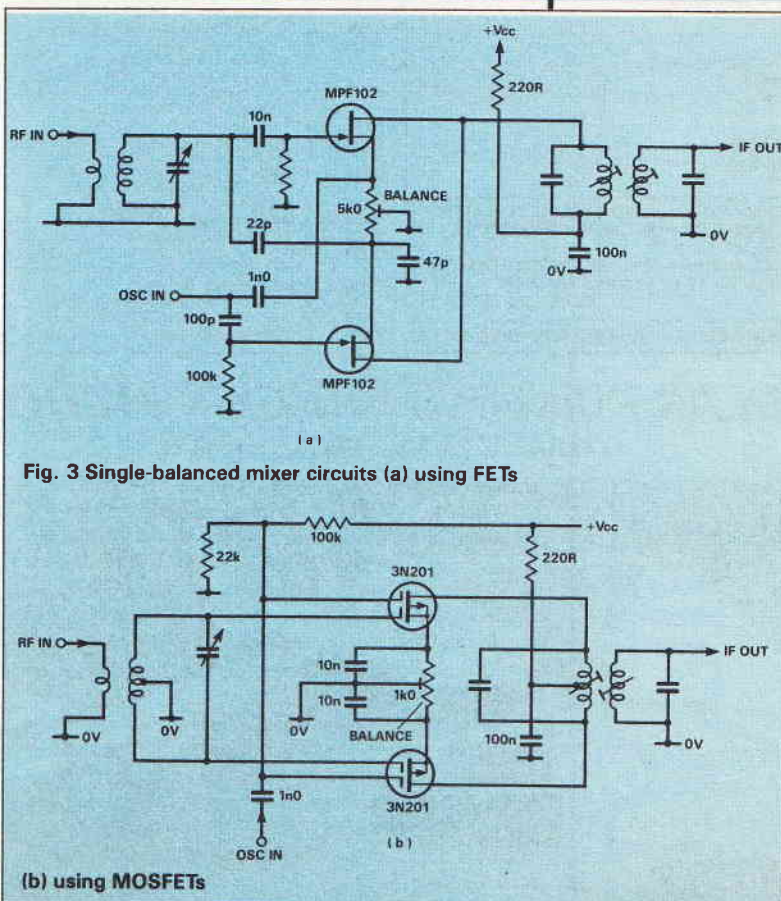 +Vcc
220R
MPF102
10n
RF IN
IF OUT
BALANCE
5k0
22p
47p
100n
0V
0V
1n0
OSC IN
100p
100k
MPF102
(a)
Fig. 3 Single-balanced mixer circuits (a) using FETs
100k
+Vcc
22k
3N201
220R
RF IN
IF OUT
10n
10n
1k0
0V
0V
0V
BALANCE
100n
0V
1n0
3N201
OSC IN
(b)
(b) using MOSFETs